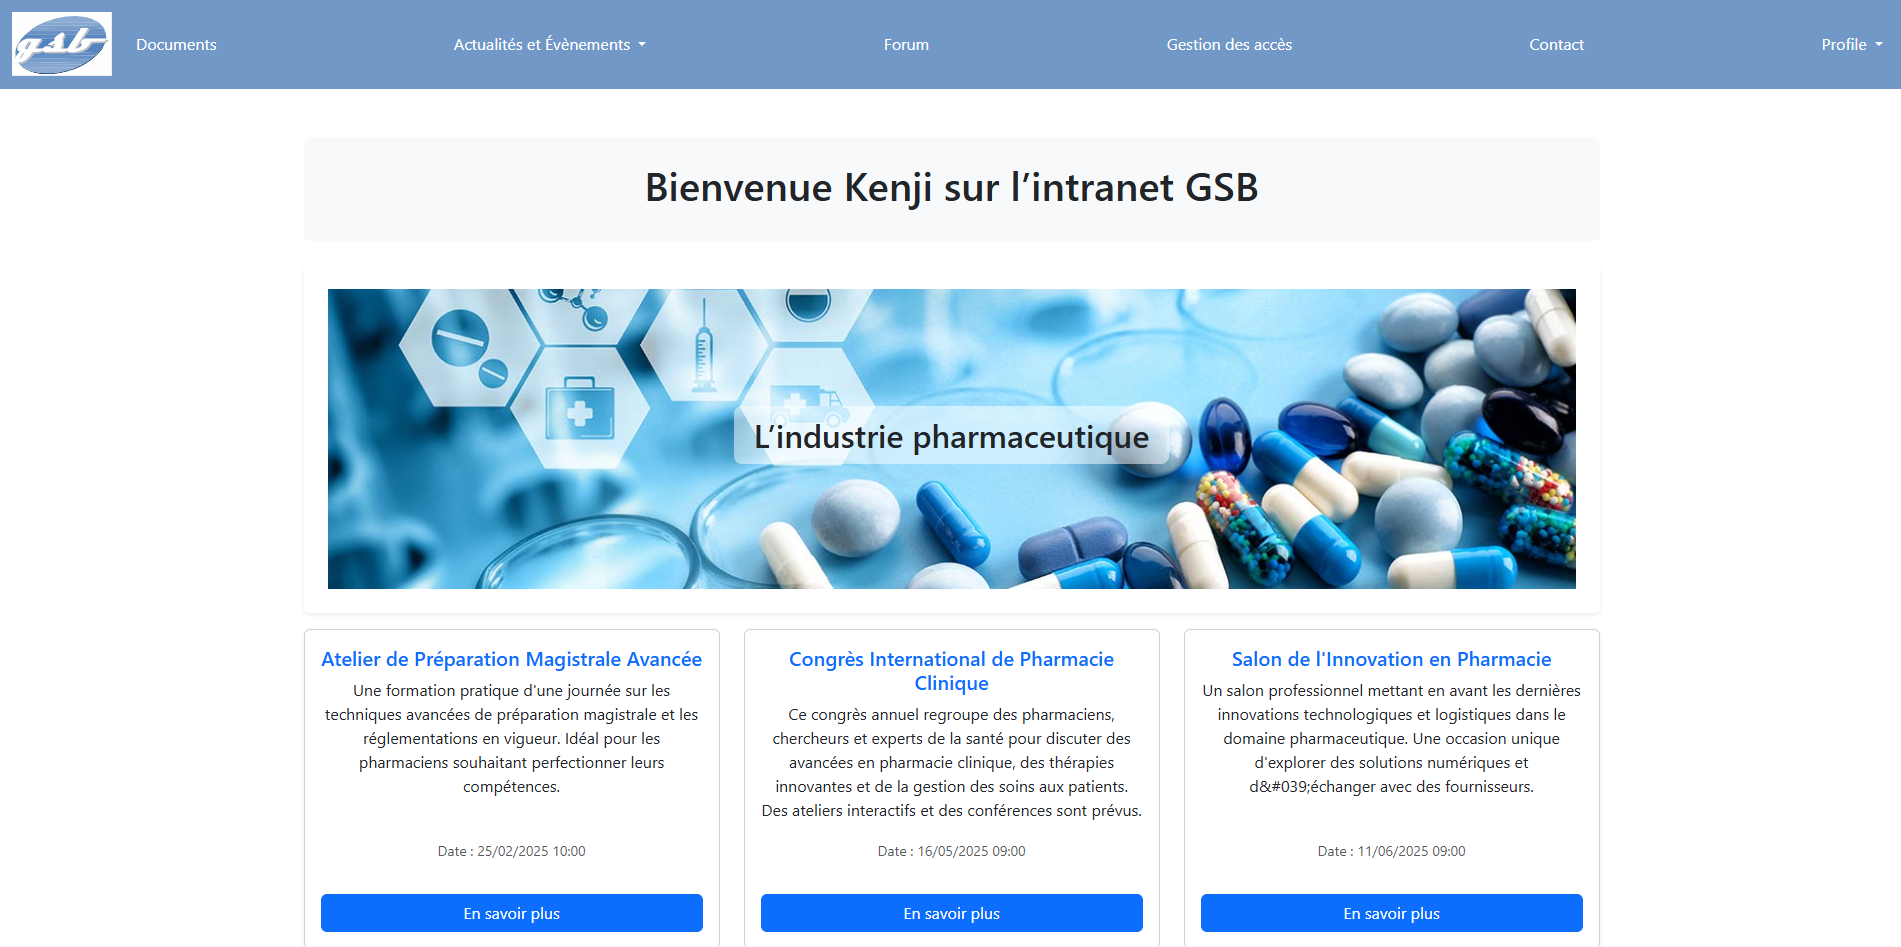 gsb
Documents
Actualités et Évènements
Forum
Gestion des accès
Contact
Profile
Bienvenue Kenji sur l’intranet GSB
L’industrie pharmaceutique
Atelier de Préparation Magistrale Avancée
Une formation pratique d'une journée sur les
techniques avancées de préparation magistrale et les
réglementations en vigueur. Idéal pour les
pharmaciens souhaitant perfectionner leurs
compétences.
Date : 25/02/2025 10:00
En savoir plus
Congrès International de Pharmacie
Clinique
Ce congrès annuel regroupe des pharmaciens,
chercheurs et experts de la santé pour discuter des
avancées en pharmacie clinique, des thérapies
innovantes et de la gestion des soins aux patients.
Des ateliers interactifs et des conférences sont prévus.
Date : 16/05/2025 09:00
En savoir plus
Salon de l'Innovation en Pharmacie
Un salon professionnel mettant en avant les dernières
innovations technologiques et logistiques dans le
domaine pharmaceutique. Une occasion unique
d'explorer des solutions numériques et
d&#039;échanger avec des fournisseurs.
Date : 11/06/2025 09:00
En savoir plus